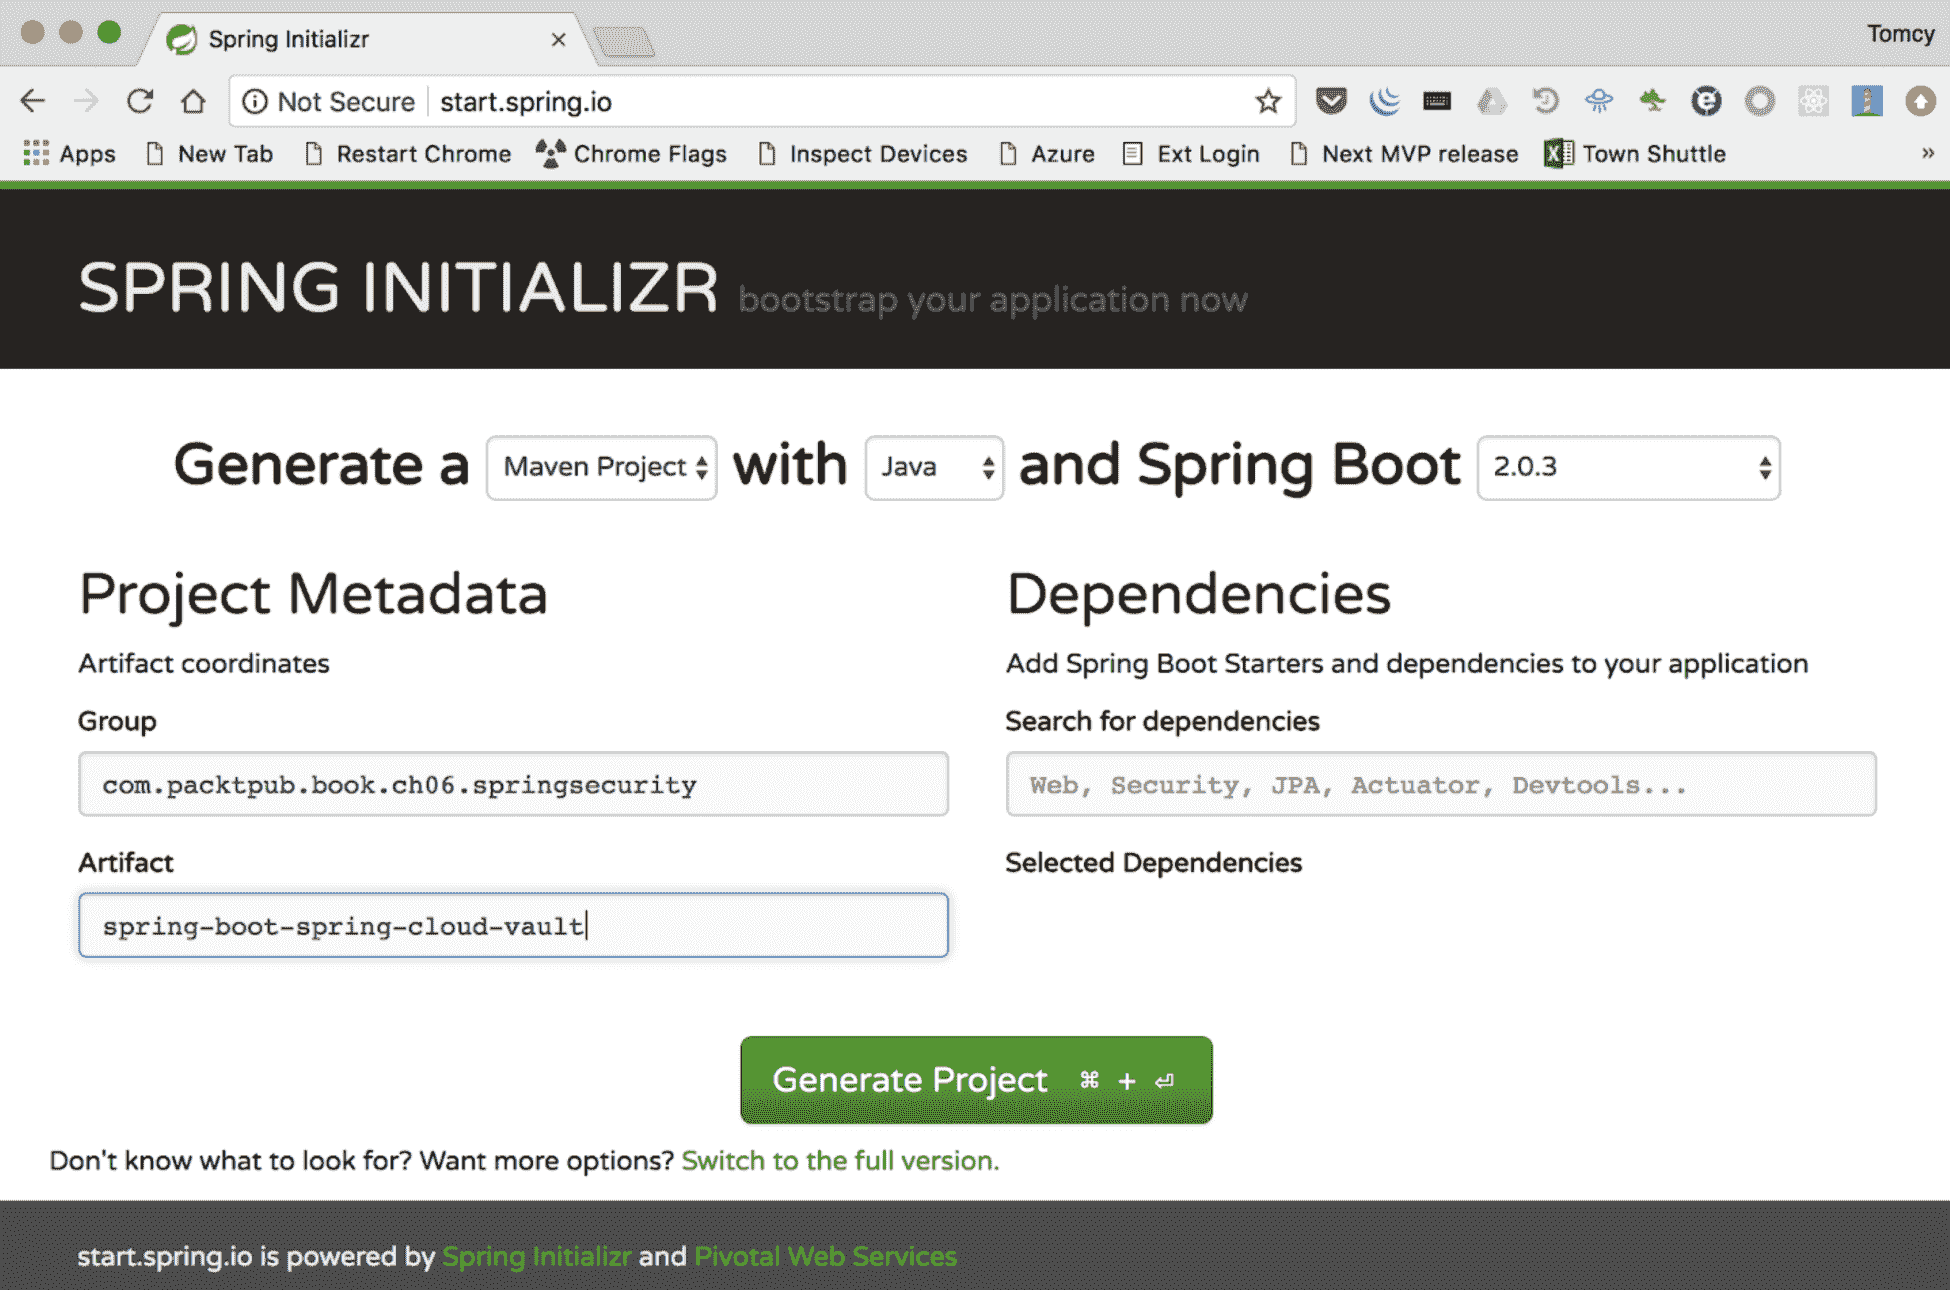 Spring Initializr
Tomcy
Not Secure start.spring.io
Apps New Tab Restart Chrome Chrome Flags Inspect Devices Azure Ext Login Next MVP release Town Shuttle »
SPRING INITIALIZR bootstrap your application now
Generate a Maven Project with Java and Spring Boot 2.0.3
Project Metadata
Artifact coordinates
Group
com.packtpub.book.ch06.springsecurity
Artifact
spring-boot-spring-cloud-vault
Dependencies
Add Spring Boot Starters and dependencies to your application
Search for dependencies
Web, Security, JPA, Actuator, Devtools...
Selected Dependencies
Generate Project ⌘ + ⏎
Don't know what to look for? Want more options? Switch to the full version.
start.spring.io is powered by Spring Initializr and Pivotal Web Services